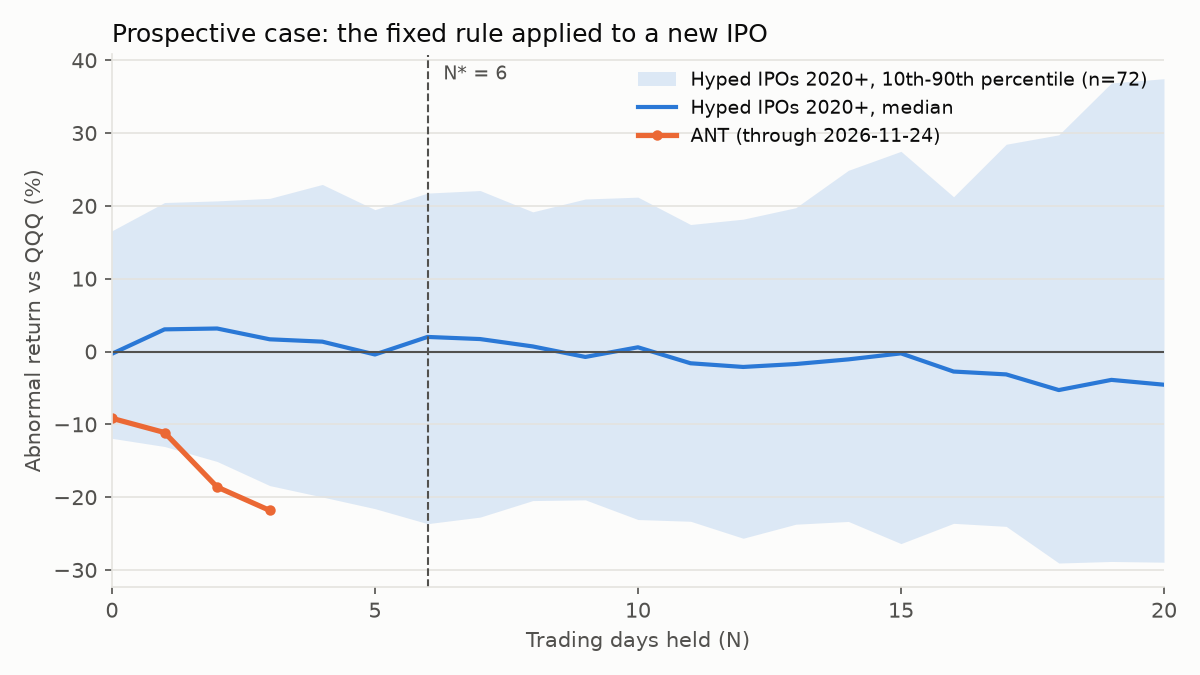 Prospective case: the fixed rule applied to a new IPO
N* = 6
Hyped IPOs 2020+, 10th-90th percentile (n=72)
Hyped IPOs 2020+, median
ANT (through 2026-11-24)
Abnormal return vs QQQ (%)
40
30
20
10
0
−10
−20
−30
0 5 10 15 20
Trading days held (N)